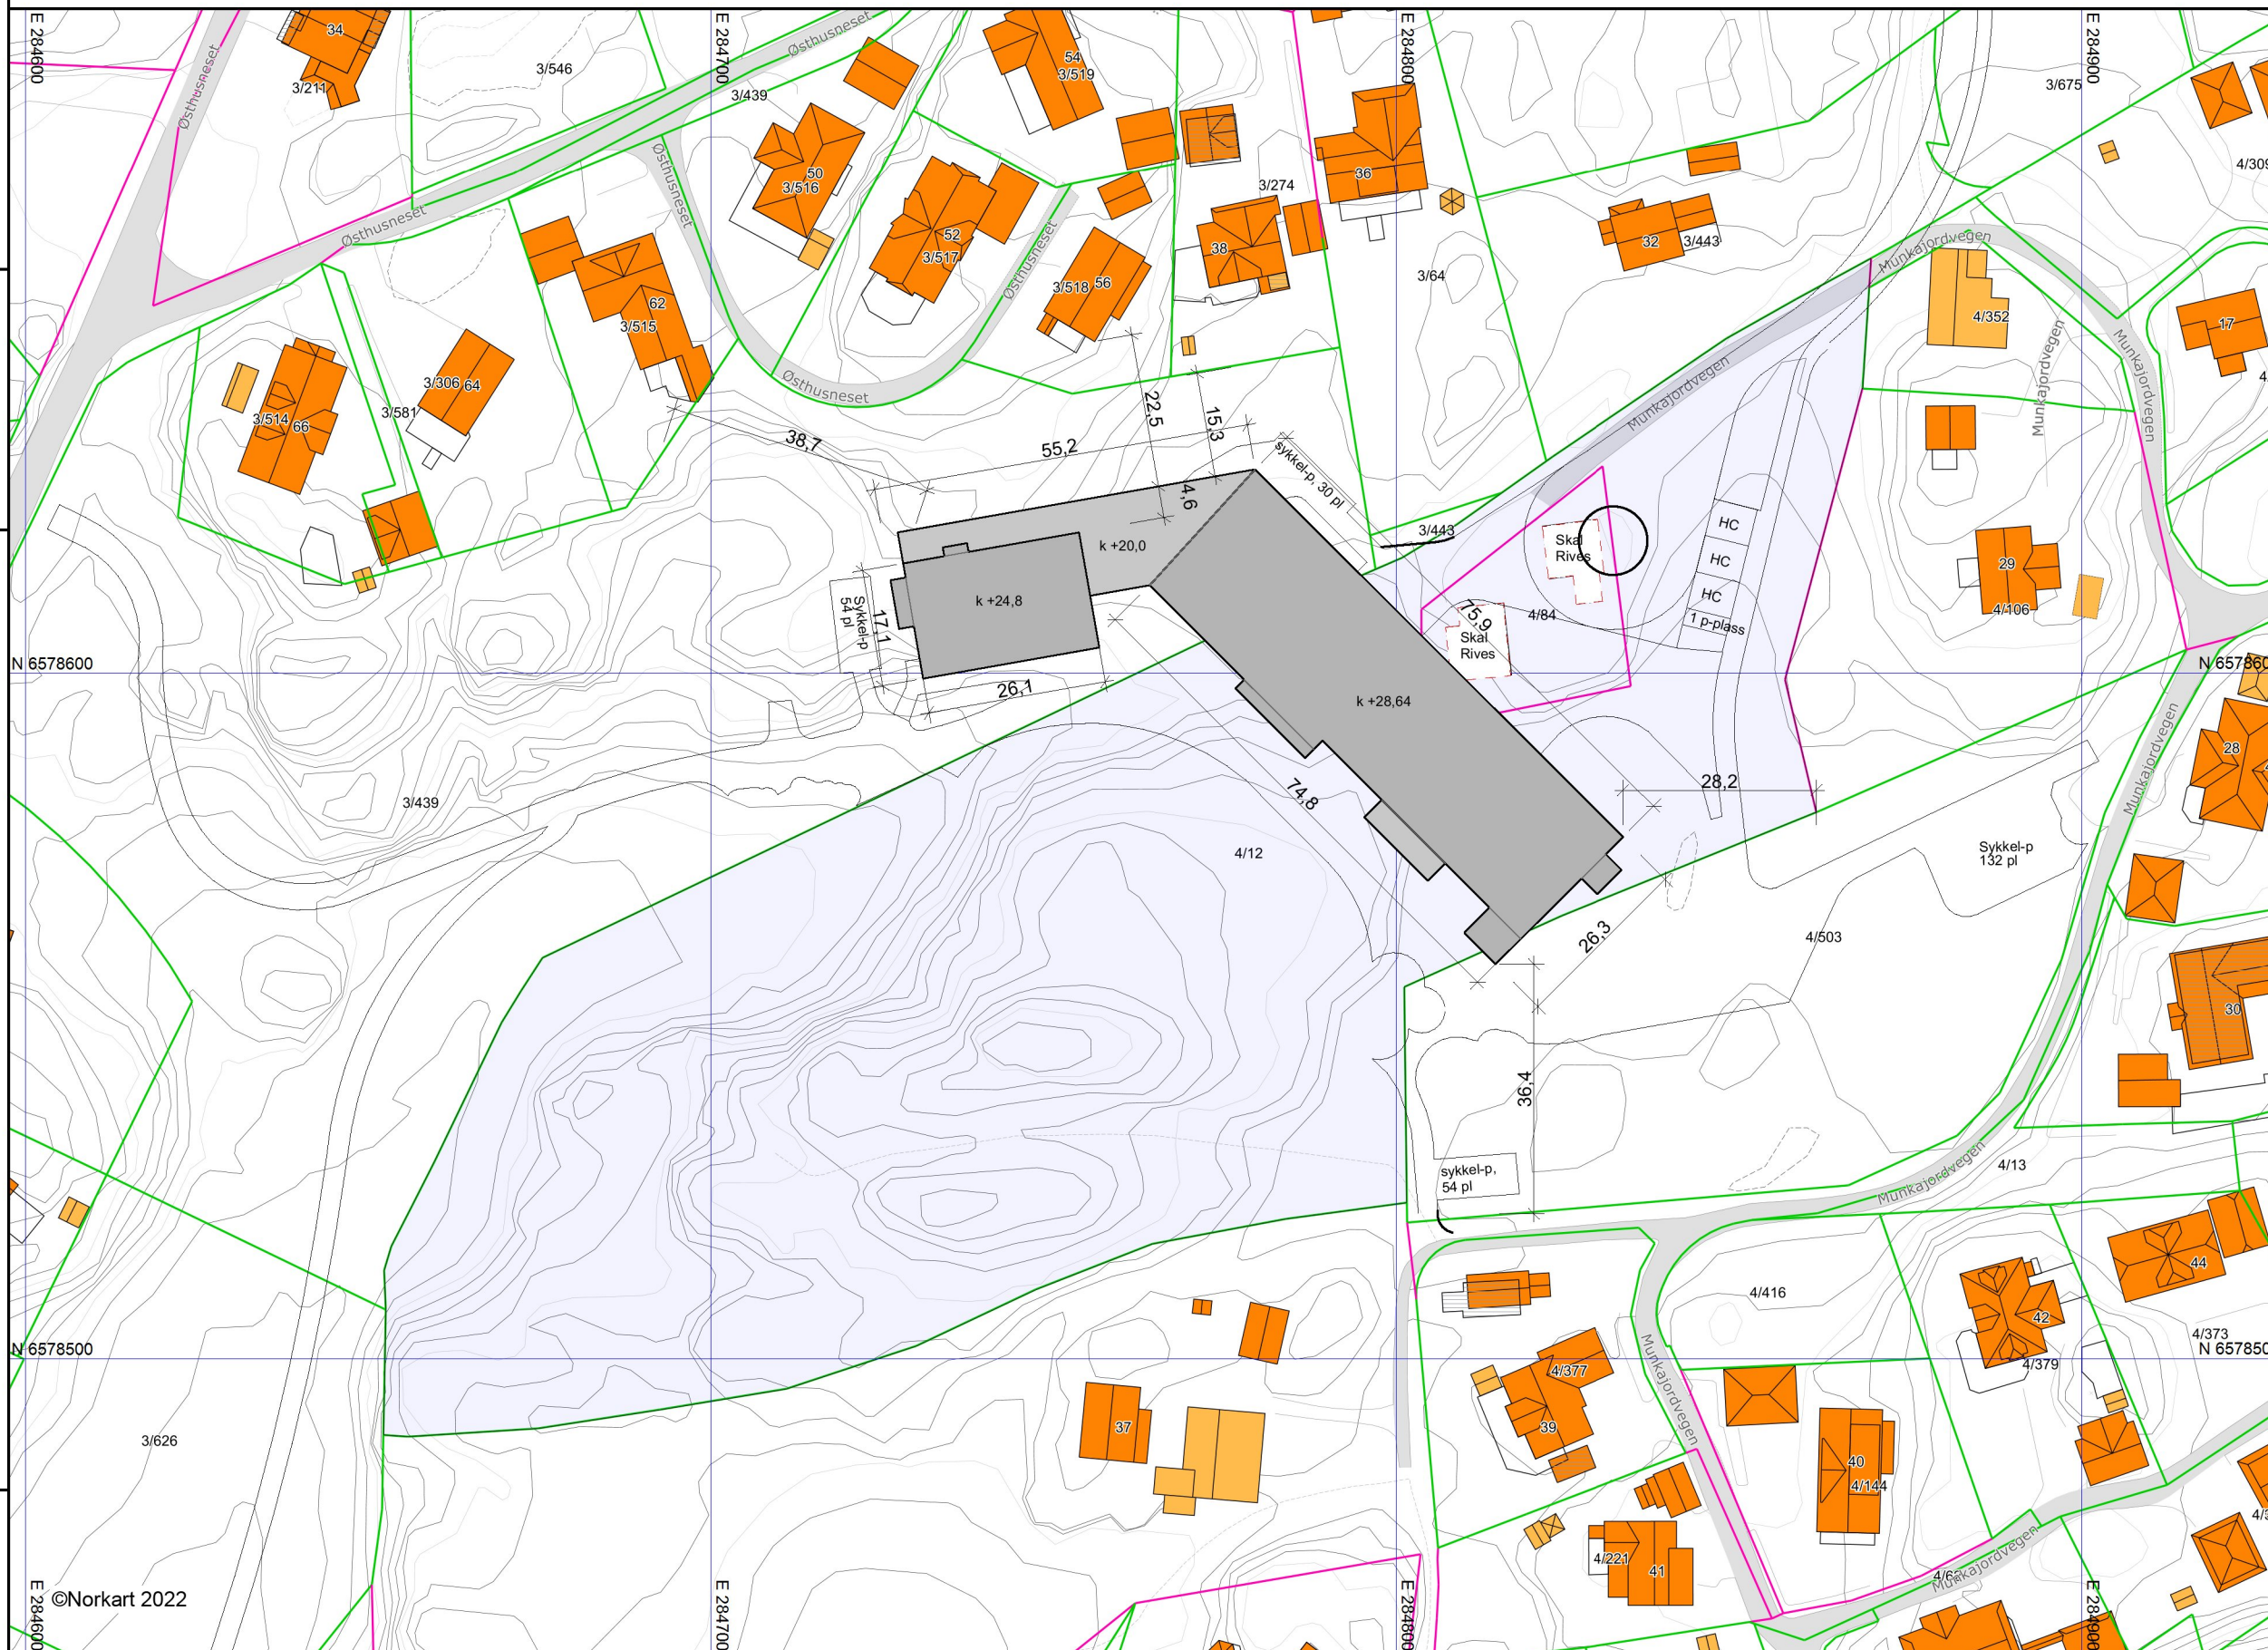 E 284600
E 284700
E 284800
E 284900
34
3/211
Østhusneset
3/546
Østhusneset
3/439
54
3/519
3/675
4/309
Østhusneset
50
3/516
Østhusneset
52
3/517
Østhusneset
3/518 56
3/274
38
36
3/64
32
3/443
Munkajordvegen
4/352
Munkajordvegen
17
Munkajordvegen
62
3/515
3/306 64
3/581
3/514 66
Østhusneset
Munkajordvegen
38,7
55,2
22,5
15,3
4,6
sykkel-p, 30 pl
3/443
Skal
Rives
HC
HC
HC
1 p-plass
k +20,0
k +24,8
Sykkel-p
54 pl
17,1
26,1
75,9
4/84
Skal
Rives
29
4/106
N 6578600
N 657860
k +28,64
Munkajordvegen
28
28,2
74,8
3/439
4/12
Sykkel-p
132 pl
26,3
4/503
30
36,4
sykkel-p,
54 pl
4/13
Munkajordvegen
4/416
44
42
4/373
4/379
N 6578500
N 657850
Munkajordvegen
4/377
39
37
3/626
40
4/144
4/221
41
Munkajordvegen
©Norkart 2022
E 284600
E 284700
E 284800
E 284900